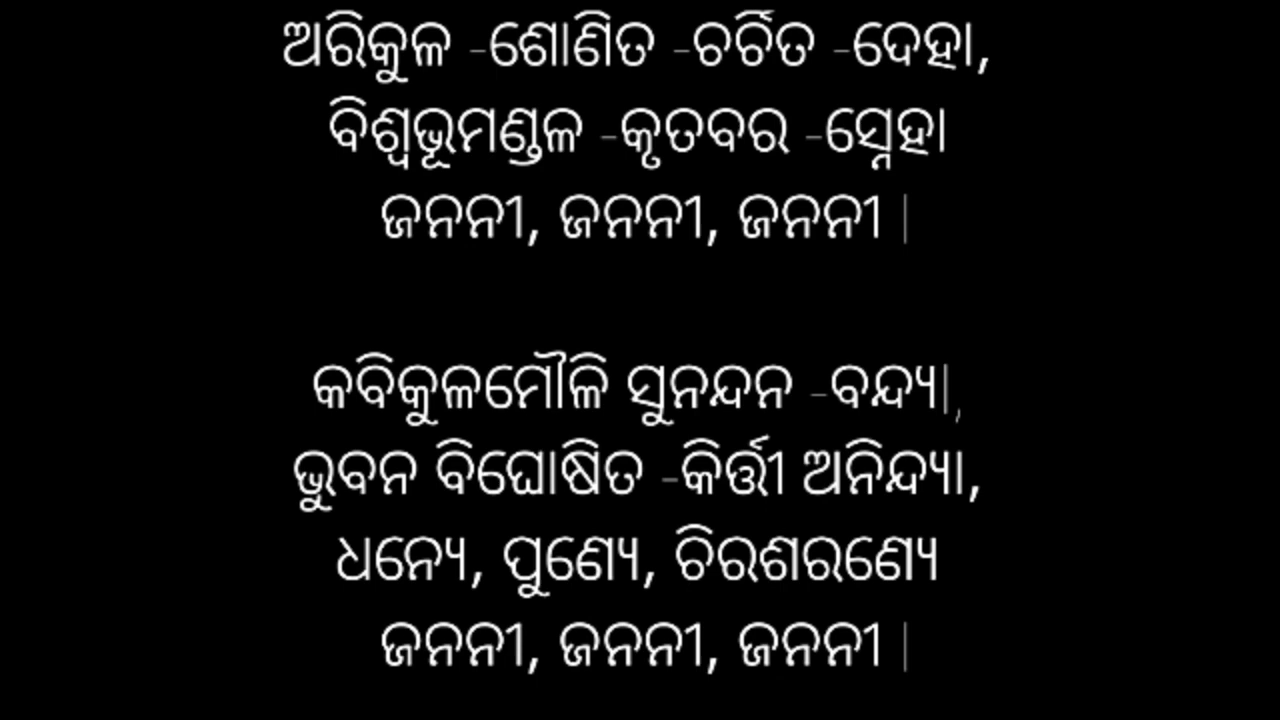 ଅରିକୁଳ -ଶୋଣିତ -ଚର୍ଚ୍ଚିତ -ଦେହା,
ବିଶ୍ୱଭୂମଣ୍ଡଳ -କୃତବର -ସ୍ନେହା
ଜନନୀ, ଜନନୀ, ଜନନୀ |
କବିକୁଳମୌଳି ସୁନନ୍ଦନ -ବନ୍ଦ୍ୟା,
ଭୁବନ ବିଘୋଷିତ -କିର୍ତ୍ତୀ ଅନିନ୍ଦ୍ୟା,
ଧନ୍ୟେ, ପୁଣ୍ୟେ, ଚିରଶରଣ୍ୟେ
ଜନନୀ, ଜନନୀ, ଜନନୀ |